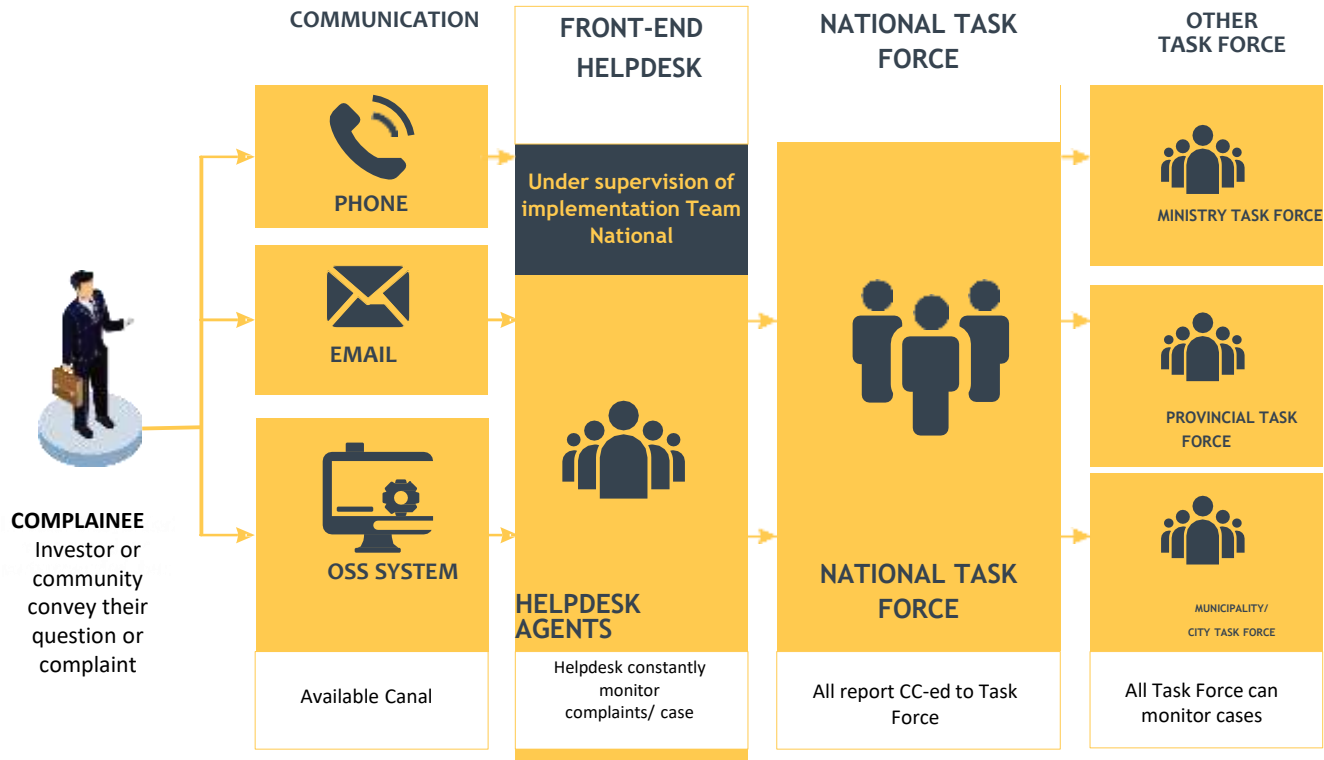 COMMUNICATION
FRONT-END
HELPDESK
NATIONAL TASK
FORCE
OTHER
TASK FORCE
PHONE
EMAIL
OSS SYSTEM
Available Canal
Under supervision of
implementation Team
National
HELPDESK
AGENTS
Helpdesk constantly
monitor
complaints/ case
NATIONAL TASK
FORCE
All report CC-ed to Task
Force
MINISTRY TASK FORCE
PROVINCIAL TASK
FORCE
MUNICIPALITY/
CITY TASK FORCE
All Task Force can
monitor cases
COMPLAINEE
Investor or
community
convey their
question or
complaint